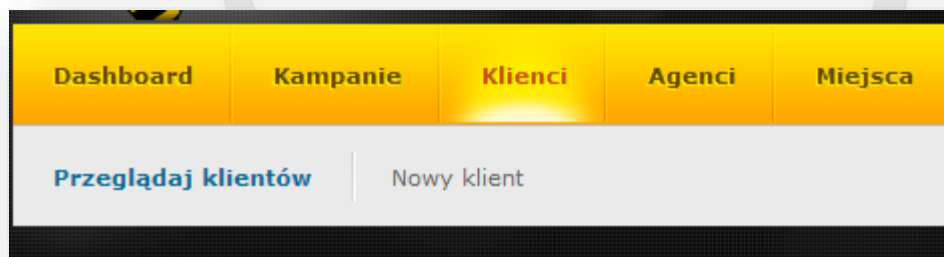 Dashboard Kampanie Klienci Agenci Miejsca
Przeglądaj klientów Nowy klient